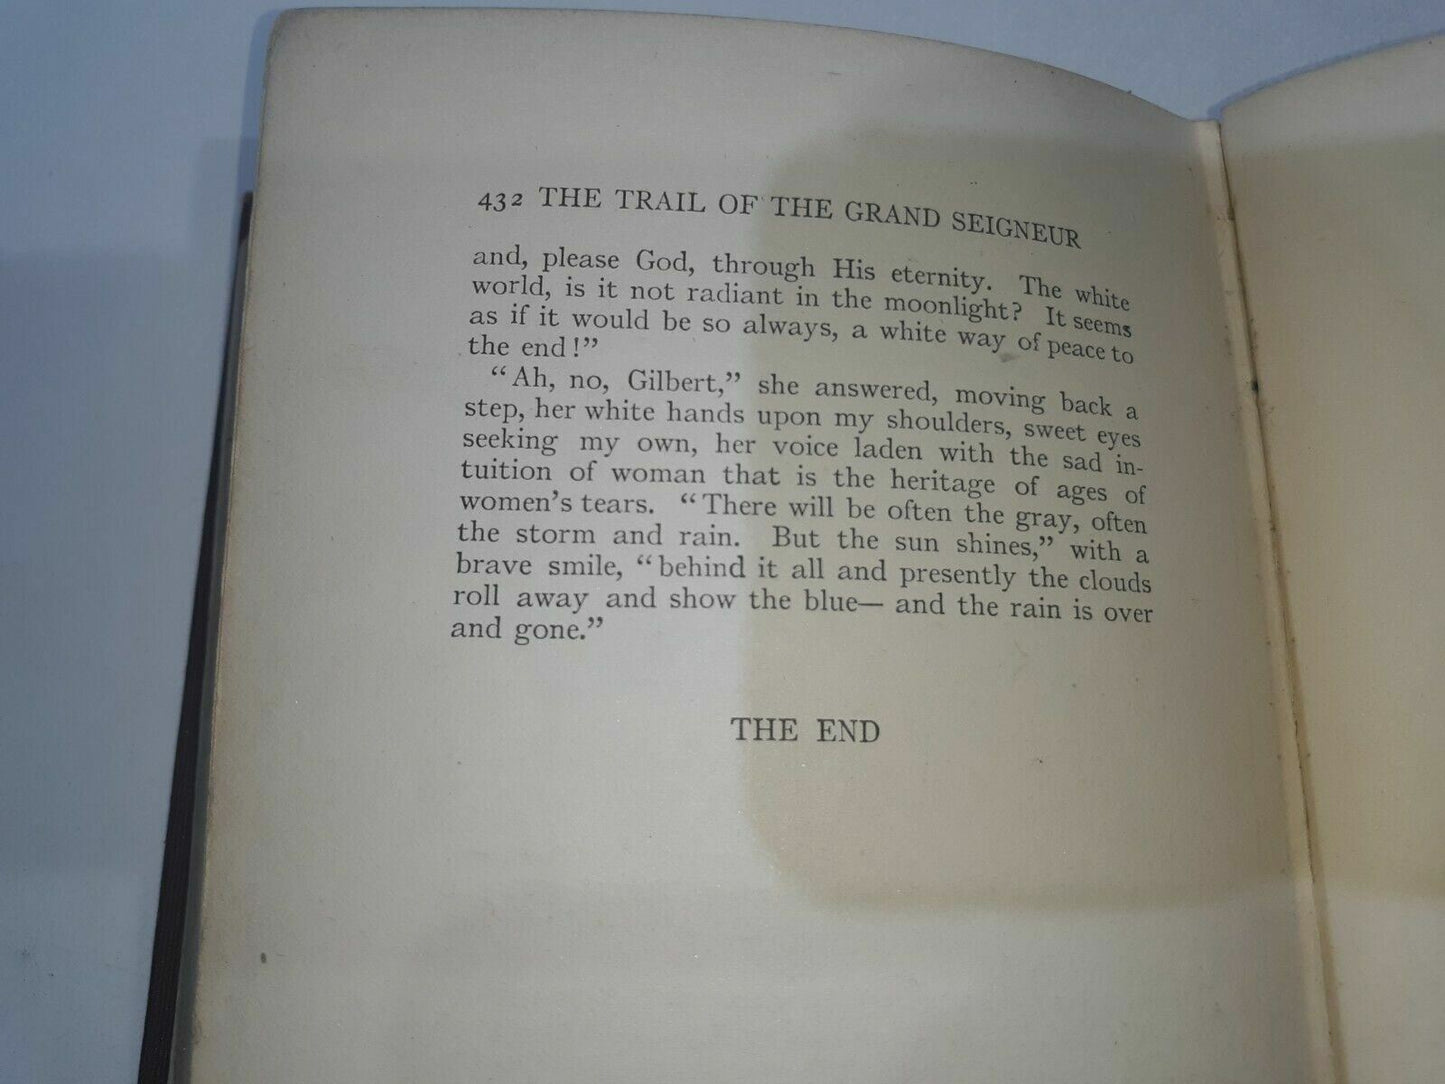 432 THE TRAIL OF THE GRAND SEIGNEUR
and, please God, through His eternity. The white
world, is it not radiant in the moonlight? It seems
as if it would be so always, a white way of peace to
the end!”
“Ah, no, Gilbert,” she answered, moving back a
step, her white hands upon my shoulders, sweet eyes
seeking my own, her voice laden with the sad in-
tuition of woman that is the heritage of ages of
women’s tears. “There will be often the gray, often
the storm and rain. But the sun shines,” with a
brave smile, “behind it all and presently the clouds
roll away and show the blue— and the rain is over
and gone.”
THE END